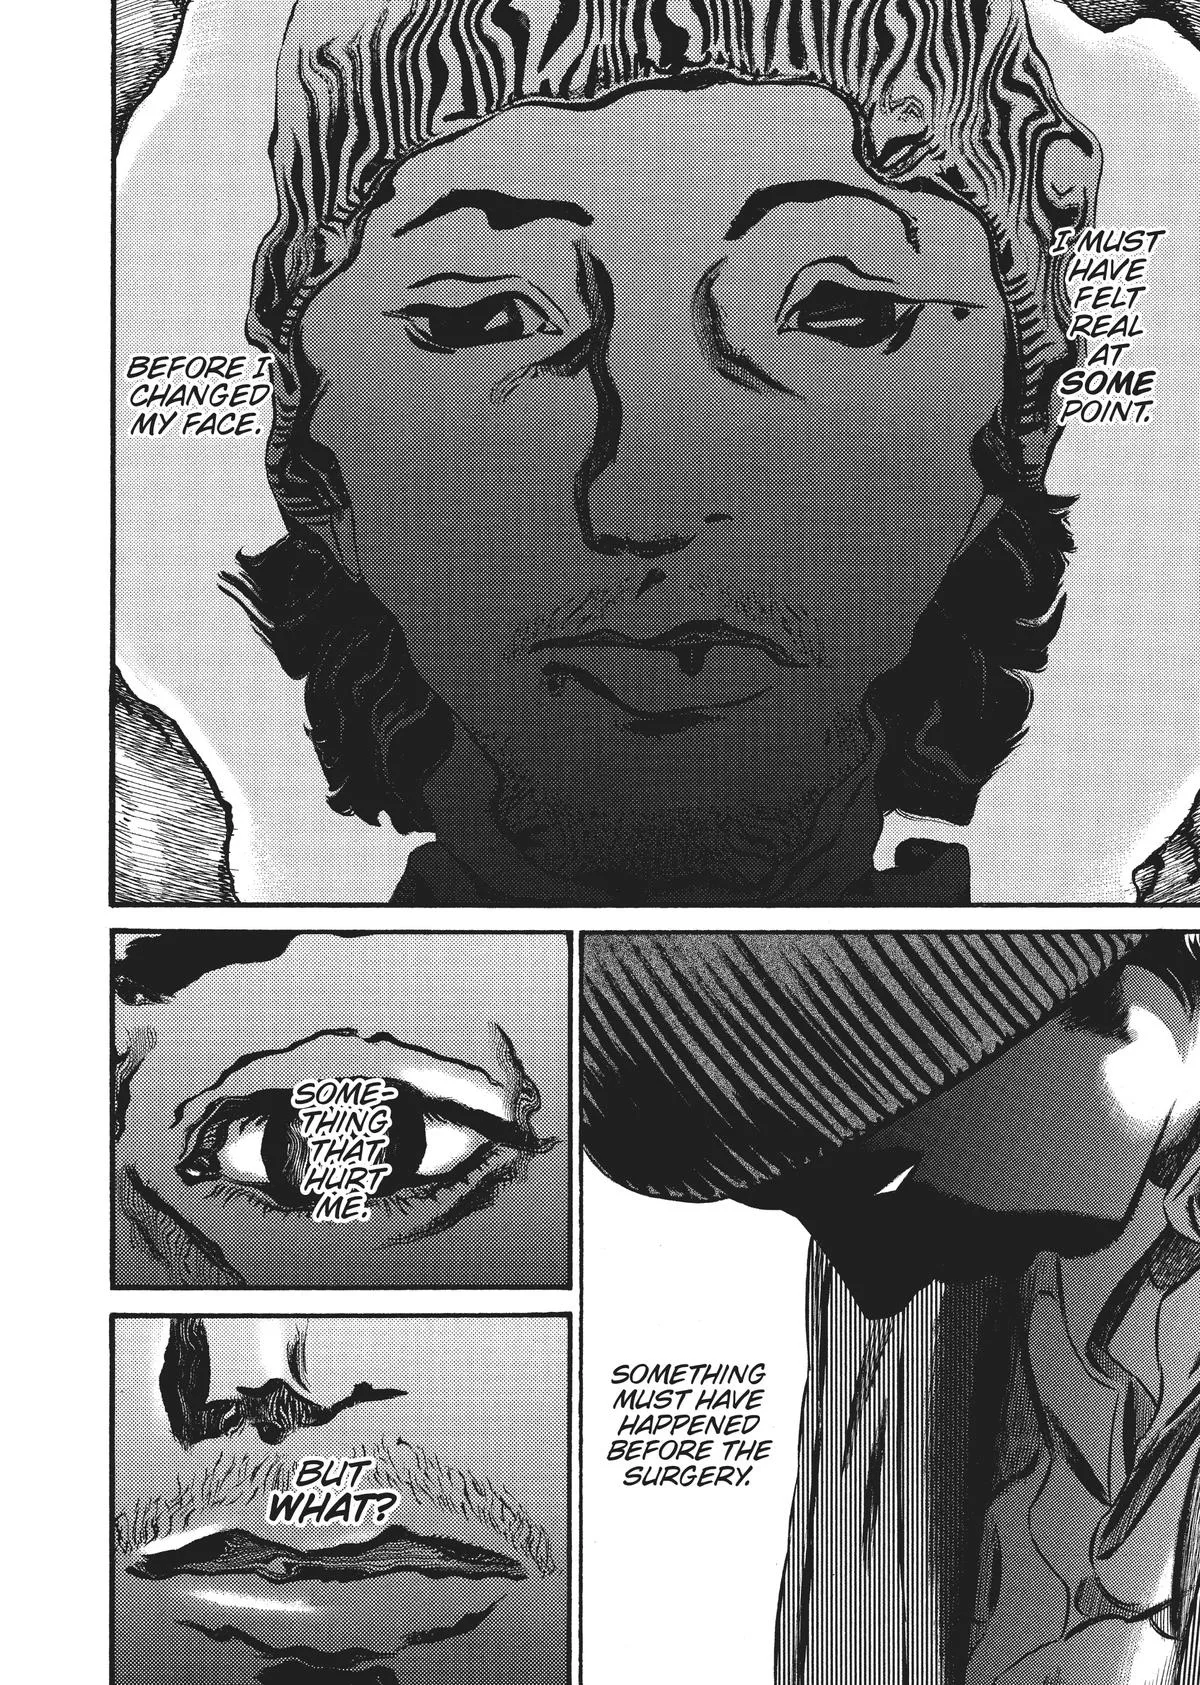 I MUST
HAVE
FELT
REAL
AT
SOME
POINT.
BEFORE I
CHANGED
MY FACE.
SOMETHING
MUST HAVE
HAPPENED
BEFORE THE
SURGERY.
SOME-
THING
THAT
HURT
ME.
BUT
WHAT?